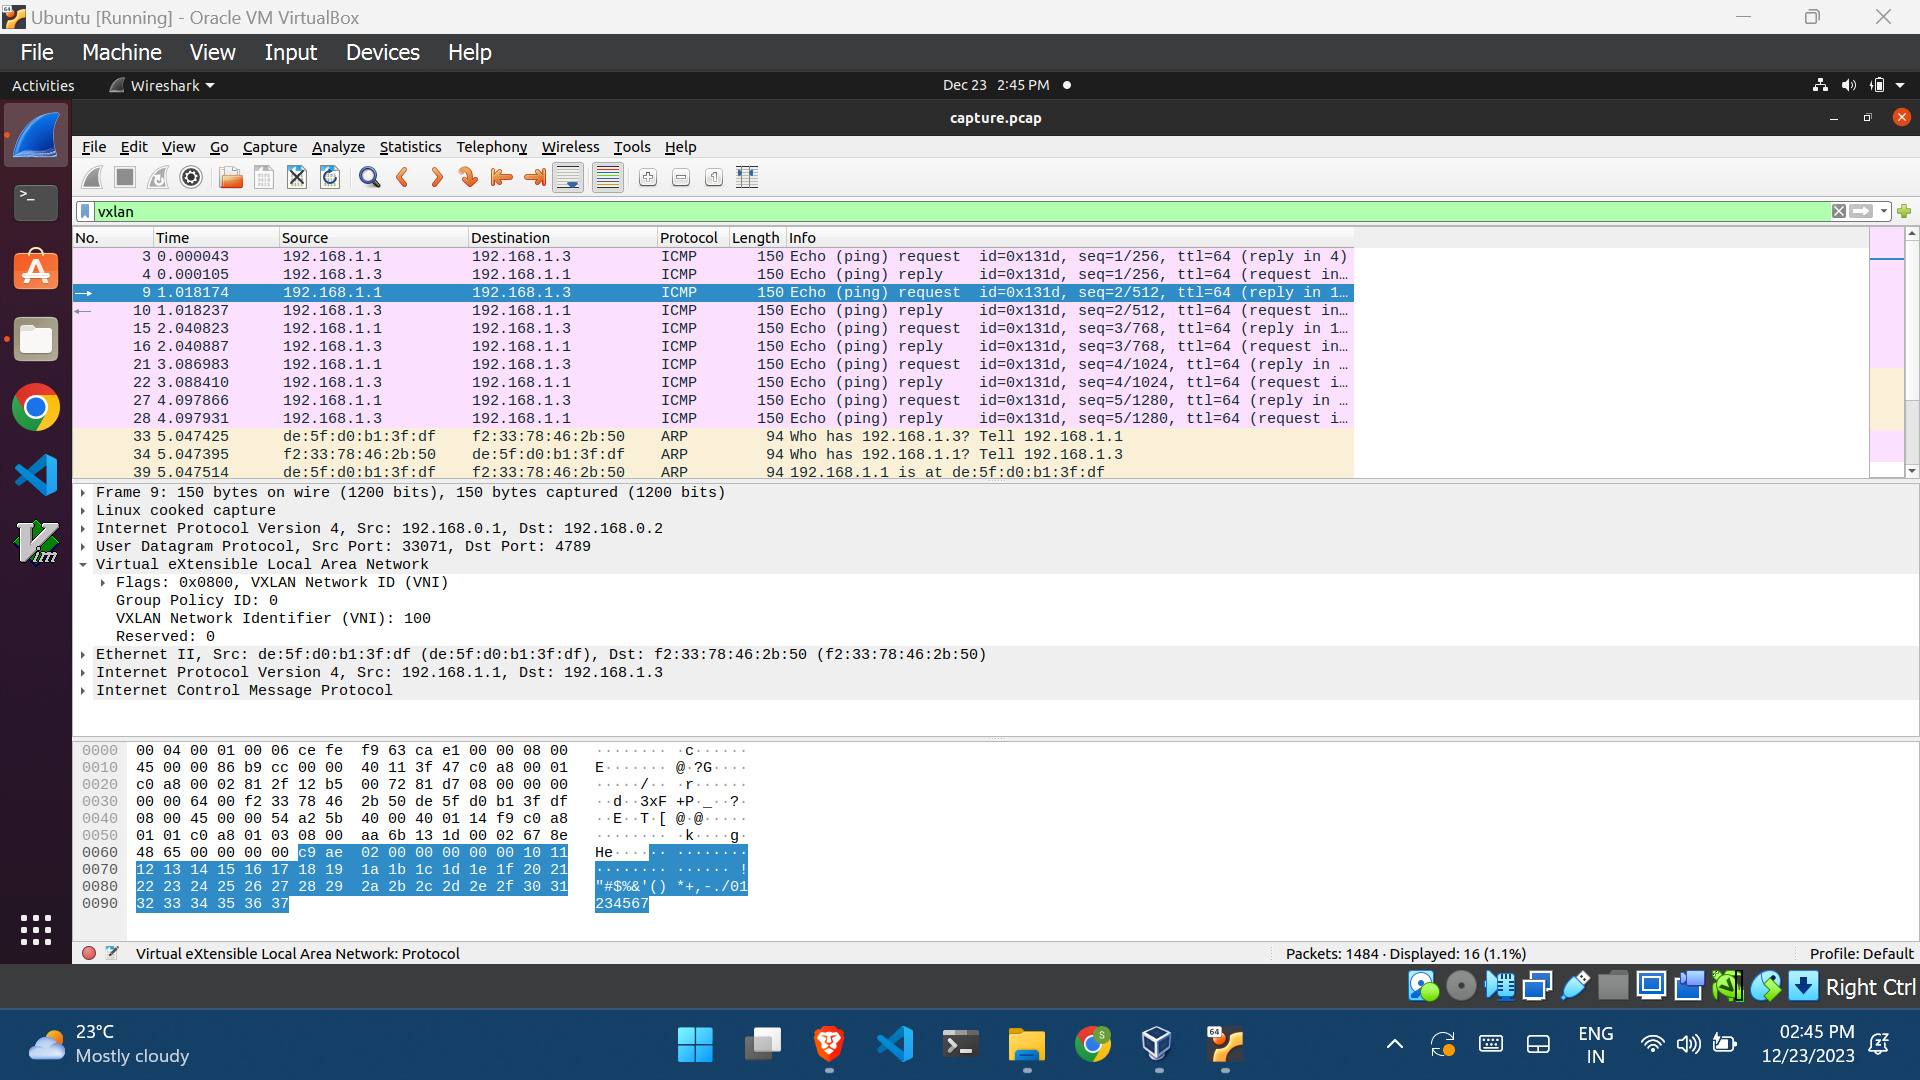 Ubuntu [Running] - Oracle VM VirtualBox
File Machine View Input Devices Help
Activities Wireshark Dec 23 2:45 PM
capture.pcap
File Edit View Go Capture Analyze Statistics Telephony Wireless Tools Help
vxlan
No. Time Source Destination Protocol Length Info
3 0.000043 192.168.1.1 192.168.1.3 ICMP 150 Echo (ping) request id=0x131d, seq=1/256, ttl=64 (reply in 4)
4 0.000105 192.168.1.3 192.168.1.1 ICMP 150 Echo (ping) reply id=0x131d, seq=1/256, ttl=64 (request in…
9 1.018174 192.168.1.1 192.168.1.3 ICMP 150 Echo (ping) request id=0x131d, seq=2/512, ttl=64 (reply in 1…
10 1.018237 192.168.1.3 192.168.1.1 ICMP 150 Echo (ping) reply id=0x131d, seq=2/512, ttl=64 (request in…
15 2.040823 192.168.1.1 192.168.1.3 ICMP 150 Echo (ping) request id=0x131d, seq=3/768, ttl=64 (reply in 1…
16 2.040887 192.168.1.3 192.168.1.1 ICMP 150 Echo (ping) reply id=0x131d, seq=3/768, ttl=64 (request in…
21 3.086983 192.168.1.1 192.168.1.3 ICMP 150 Echo (ping) request id=0x131d, seq=4/1024, ttl=64 (reply in …
22 3.088410 192.168.1.3 192.168.1.1 ICMP 150 Echo (ping) reply id=0x131d, seq=4/1024, ttl=64 (request i…
27 4.097866 192.168.1.1 192.168.1.3 ICMP 150 Echo (ping) request id=0x131d, seq=5/1280, ttl=64 (reply in …
28 4.097931 192.168.1.3 192.168.1.1 ICMP 150 Echo (ping) reply id=0x131d, seq=5/1280, ttl=64 (request i…
33 5.047425 de:5f:d0:b1:3f:df f2:33:78:46:2b:50 ARP 94 Who has 192.168.1.3? Tell 192.168.1.1
34 5.047395 f2:33:78:46:2b:50 de:5f:d0:b1:3f:df ARP 94 Who has 192.168.1.1? Tell 192.168.1.3
39 5.047514 de:5f:d0:b1:3f:df f2:33:78:46:2b:50 ARP 94 192.168.1.1 is at de:5f:d0:b1:3f:df
Frame 9: 150 bytes on wire (1200 bits), 150 bytes captured (1200 bits)
Linux cooked capture
Internet Protocol Version 4, Src: 192.168.0.1, Dst: 192.168.0.2
User Datagram Protocol, Src Port: 33071, Dst Port: 4789
Virtual eXtensible Local Area Network
Flags: 0x0800, VXLAN Network ID (VNI)
Group Policy ID: 0
VXLAN Network Identifier (VNI): 100
Reserved: 0
Ethernet II, Src: de:5f:d0:b1:3f:df (de:5f:d0:b1:3f:df), Dst: f2:33:78:46:2b:50 (f2:33:78:46:2b:50)
Internet Protocol Version 4, Src: 192.168.1.1, Dst: 192.168.1.3
Internet Control Message Protocol
0000 00 04 00 01 00 06 ce fe f9 63 ca e1 00 00 08 00 ········ ·c······
0010 45 00 00 86 b9 cc 00 00 40 11 3f 47 c0 a8 00 01 E······· @·?G····
0020 c0 a8 00 02 81 2f 12 b5 00 72 81 d7 08 00 00 00 ·····/·· ·r······
0030 00 00 64 00 f2 33 78 46 2b 50 de 5f d0 b1 3f df ··d··3xF +P·_··?·
0040 08 00 45 00 00 54 a2 5b 40 00 40 01 14 f9 c0 a8 ··E··T·[ @·@·····
0050 01 01 c0 a8 01 03 08 00 aa 6b 13 1d 00 02 67 8e ········ ·k····g·
0060 48 65 00 00 00 00 c9 ae 02 00 00 00 00 00 10 11 He······ ········
0070 12 13 14 15 16 17 18 19 1a 1b 1c 1d 1e 1f 20 21 ········ ······ !
0080 22 23 24 25 26 27 28 29 2a 2b 2c 2d 2e 2f 30 31 "#$%&'() *+,-./01
0090 32 33 34 35 36 37 234567
Virtual eXtensible Local Area Network: Protocol Packets: 1484 · Displayed: 16 (1.1%) Profile: Default
Right Ctrl
23°C
Mostly cloudy
64
S
ENG
IN
02:45 PM
12/23/2023